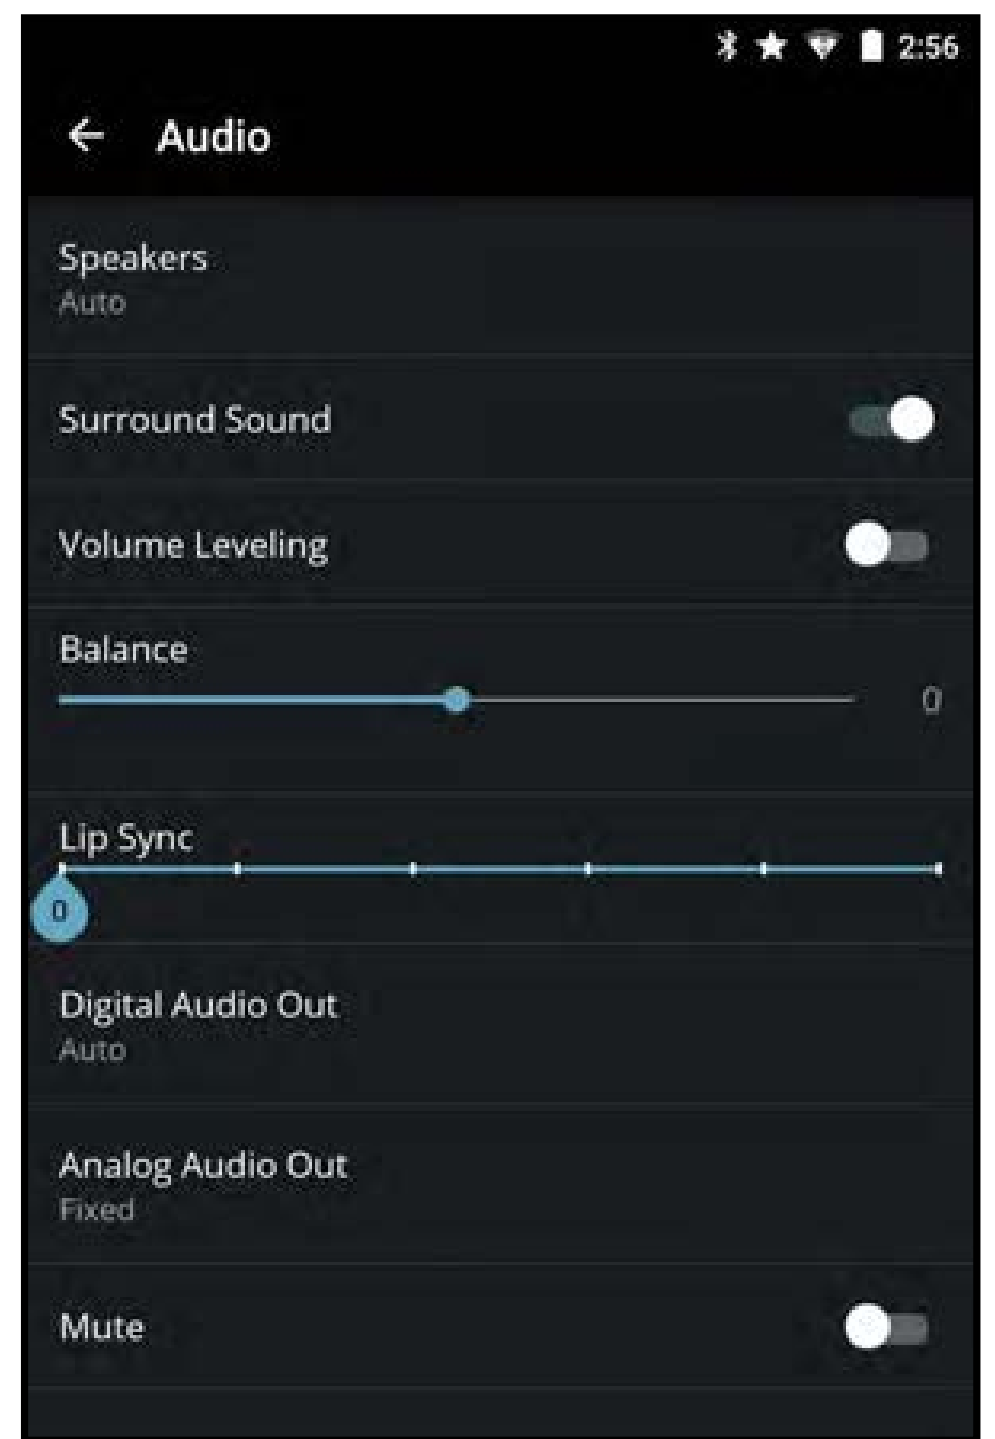 2:56
Audio
Speakers
Auto
Surround Sound
Volume Leveling
Balance
0
Lip Sync
0
Digital Audio Out
Auto
Analog Audio Out
Fixed
Mute